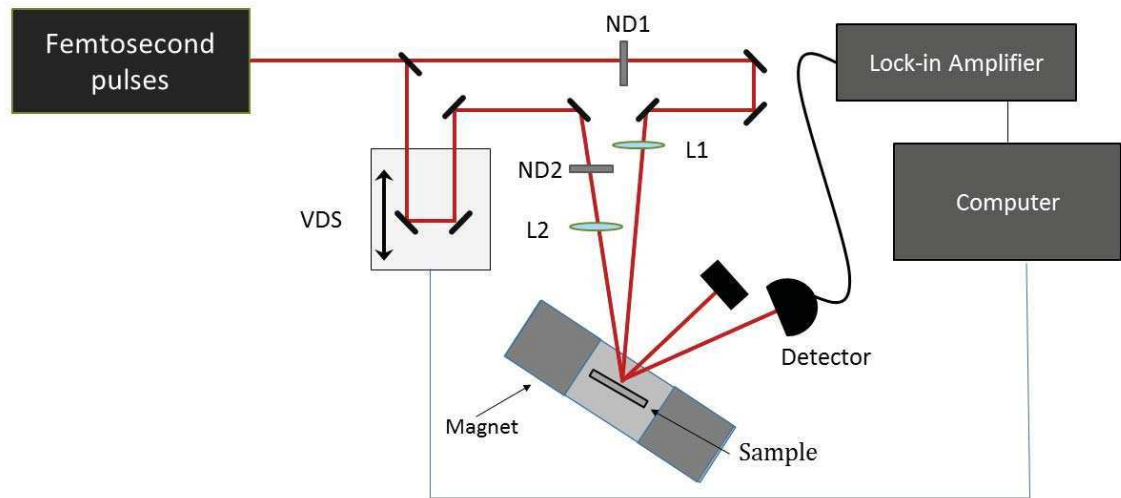 Femtosecond
pulses
ND1
Lock-in Amplifier
L1
ND2
VDS
L2
Computer
Detector
Magnet
Sample